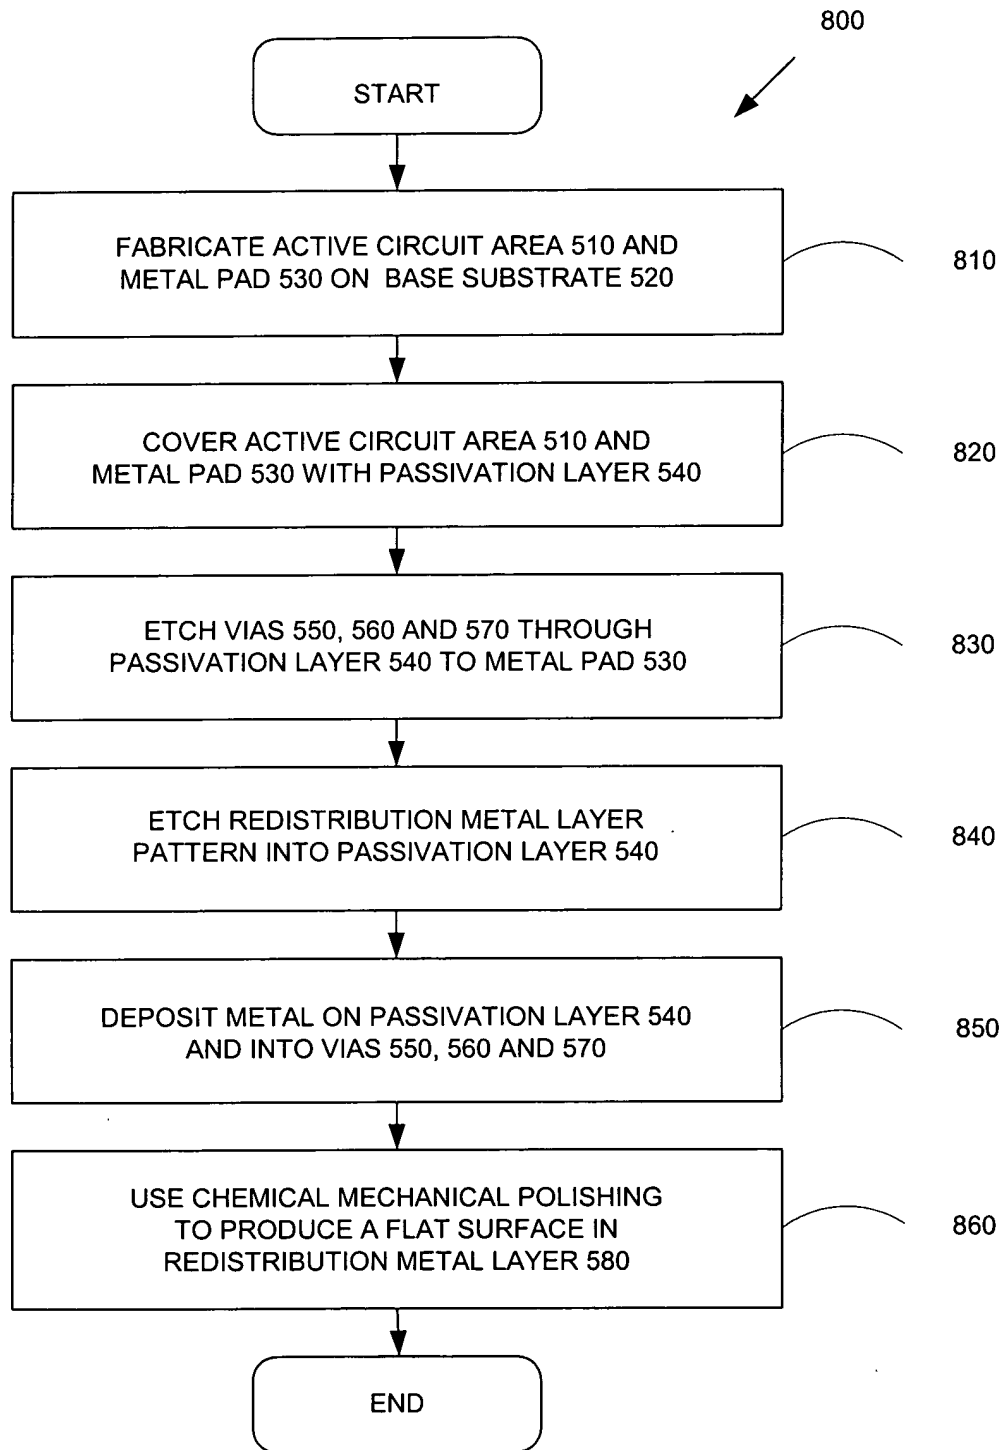 800
START
FABRICATE ACTIVE CIRCUIT AREA 510 AND
METAL PAD 530 ON BASE SUBSTRATE 520
810
COVER ACTIVE CIRCUIT AREA 510 AND
METAL PAD 530 WITH PASSIVATION LAYER 540
820
ETCH VIAS 550, 560 AND 570 THROUGH
PASSIVATION LAYER 540 TO METAL PAD 530
830
ETCH REDISTRIBUTION METAL LAYER
PATTERN INTO PASSIVATION LAYER 540
840
DEPOSIT METAL ON PASSIVATION LAYER 540
AND INTO VIAS 550, 560 AND 570
850
USE CHEMICAL MECHANICAL POLISHING
TO PRODUCE A FLAT SURFACE IN
REDISTRIBUTION METAL LAYER 580
860
END